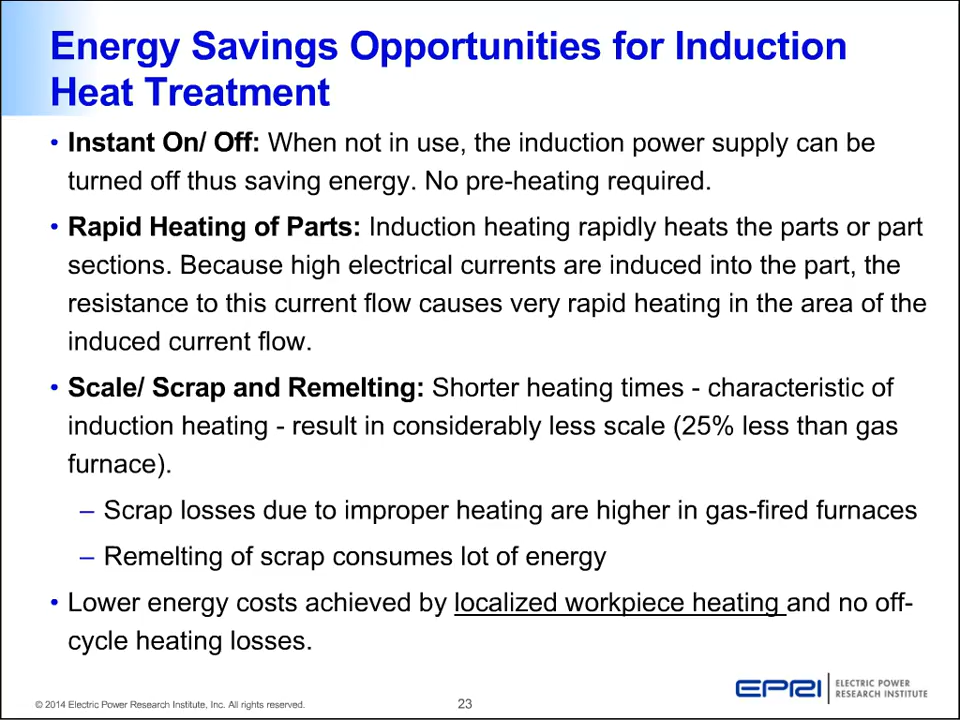 Energy Savings Opportunities for Induction
Heat Treatment
• Instant On/ Off: When not in use, the induction power supply can be
turned off thus saving energy. No pre-heating required.
• Rapid Heating of Parts: Induction heating rapidly heats the parts or part
sections. Because high electrical currents are induced into the part, the
resistance to this current flow causes very rapid heating in the area of the
induced current flow.
• Scale/ Scrap and Remelting: Shorter heating times - characteristic of
induction heating - result in considerably less scale (25% less than gas
furnace).
– Scrap losses due to improper heating are higher in gas-fired furnaces
– Remelting of scrap consumes lot of energy
• Lower energy costs achieved by localized workpiece heating and no off-
cycle heating losses.
© 2014 Electric Power Research Institute, Inc. All rights reserved.
23
EPRI
ELECTRIC POWER
RESEARCH INSTITUTE